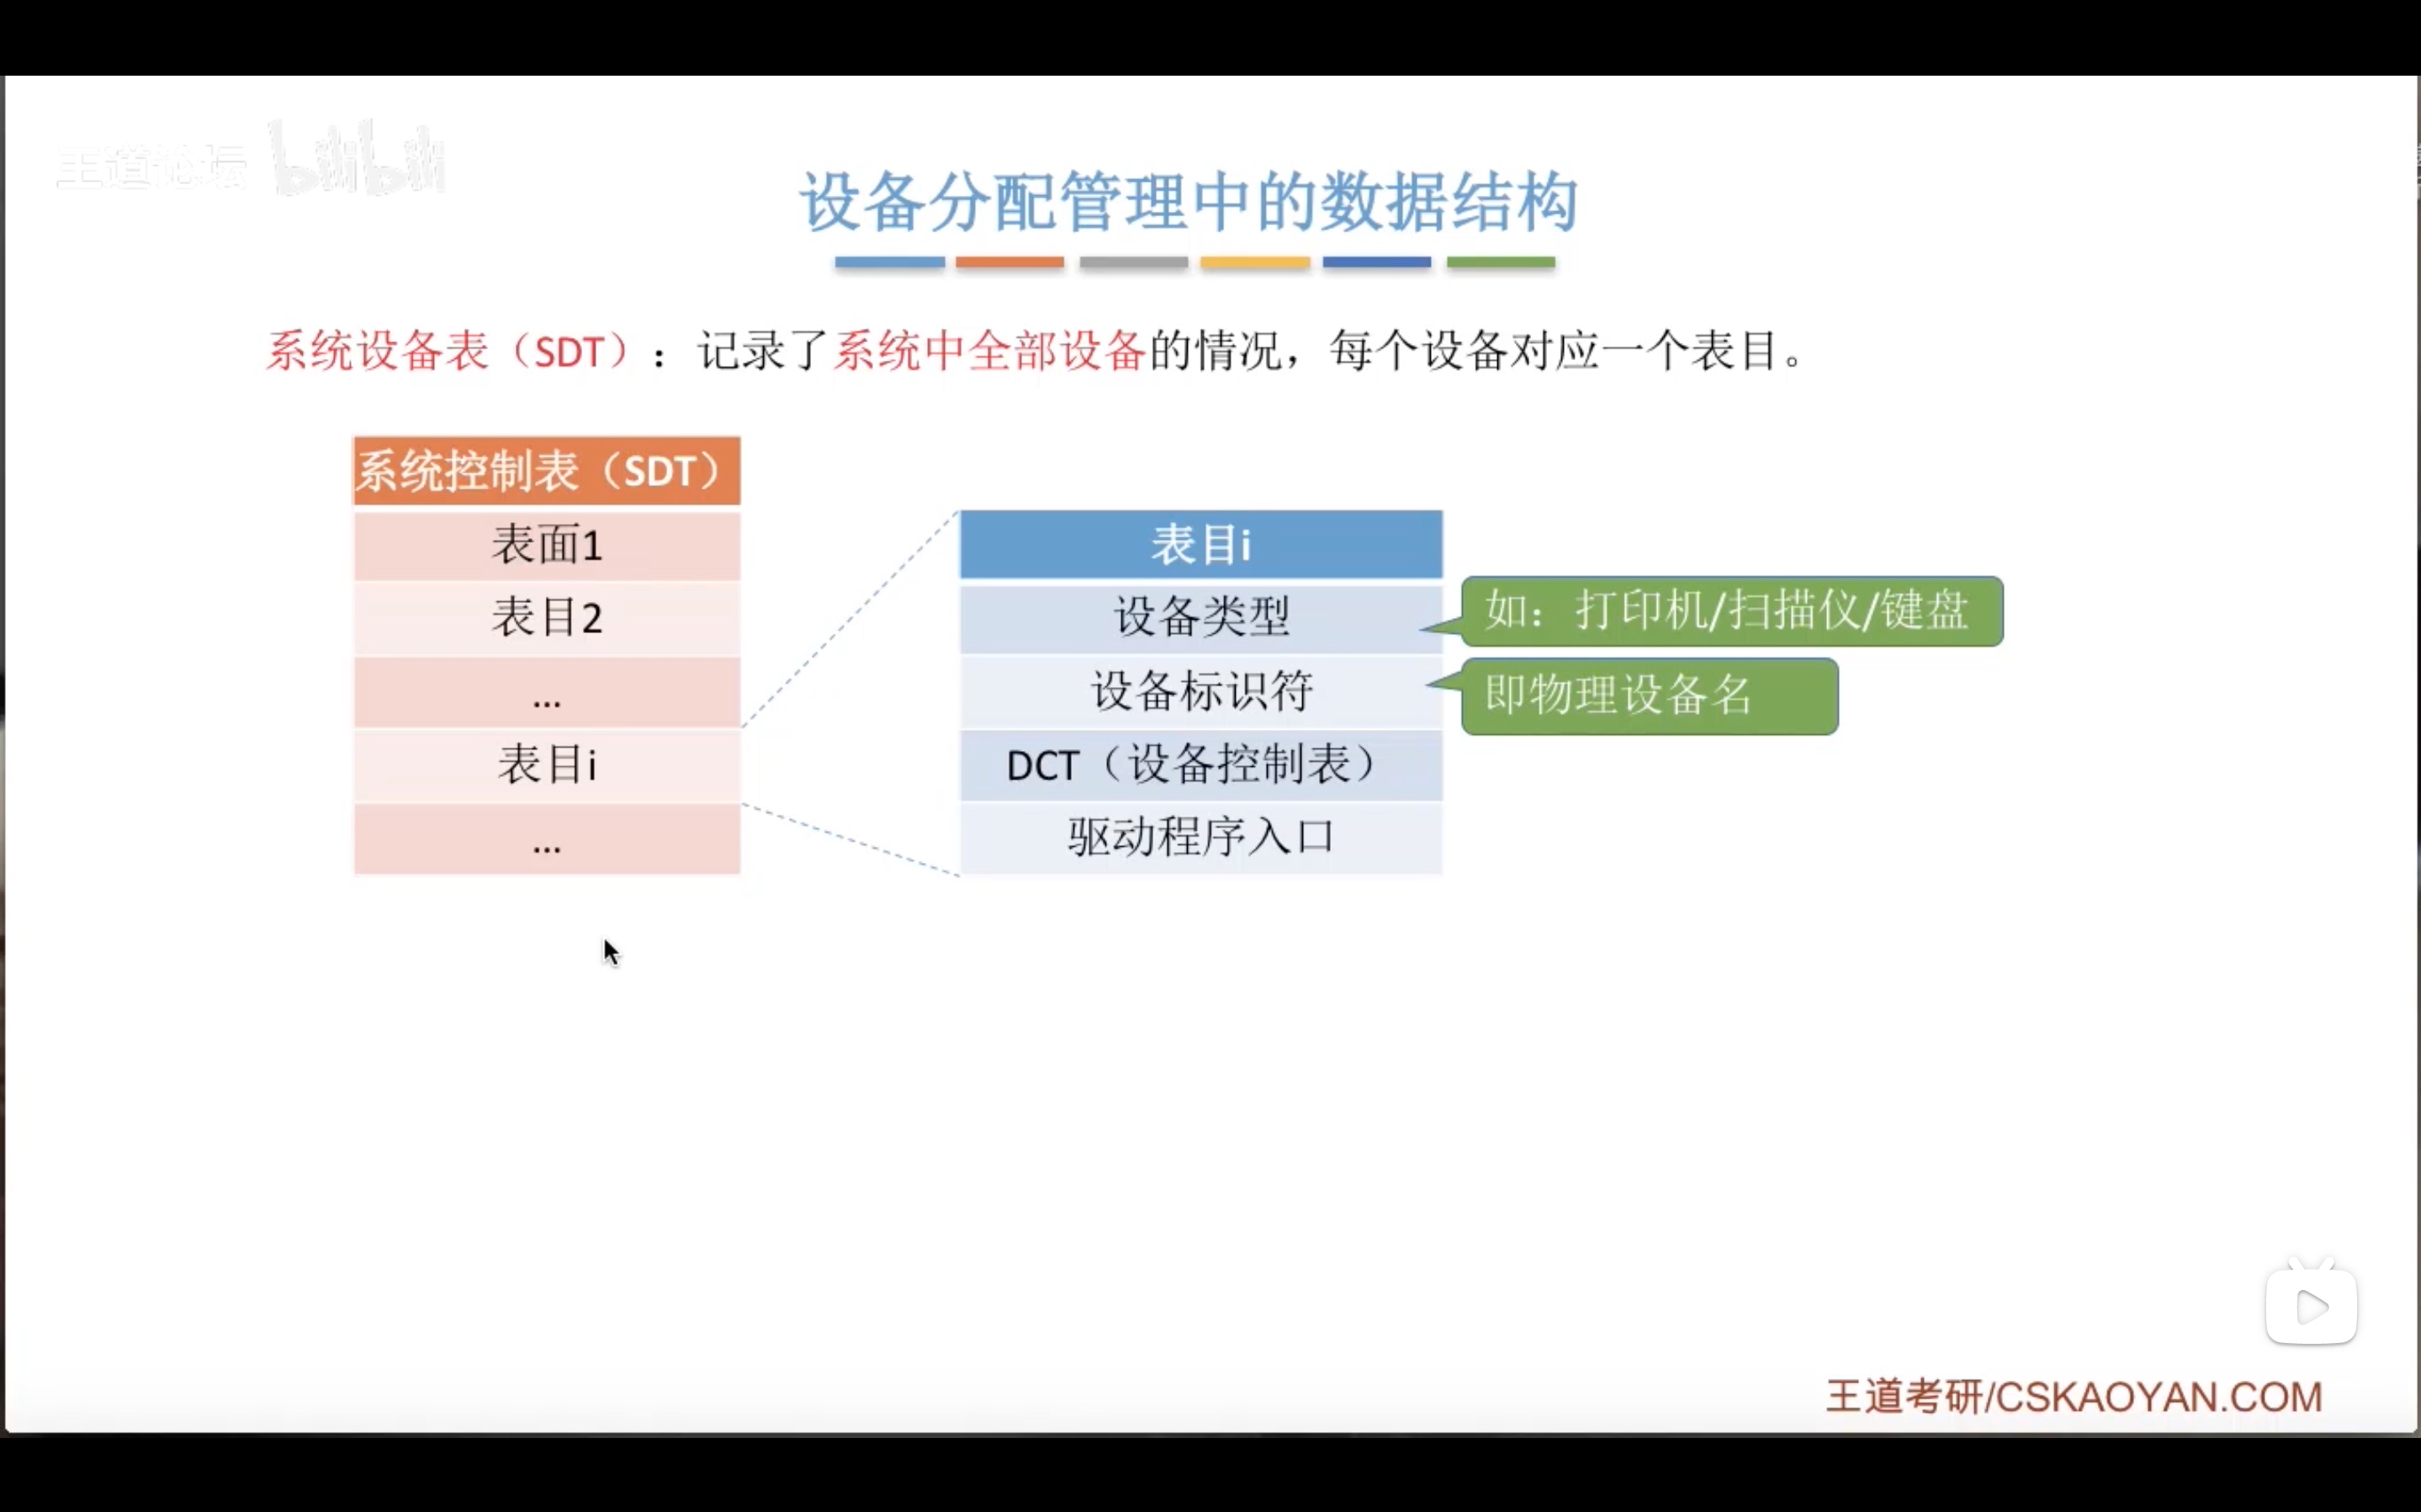 王道论坛 bilibili
设备分配管理中的数据结构
系统设备表（SDT）：记录了系统中全部设备的情况，每个设备对应一个表目。
系统控制表（SDT）
表面1
表目2
...
表目i
...
表目i
设备类型
设备标识符
DCT（设备控制表）
驱动程序入口
如：打印机/扫描仪/键盘
即物理设备名
王道考研/CSKAOYAN.COM